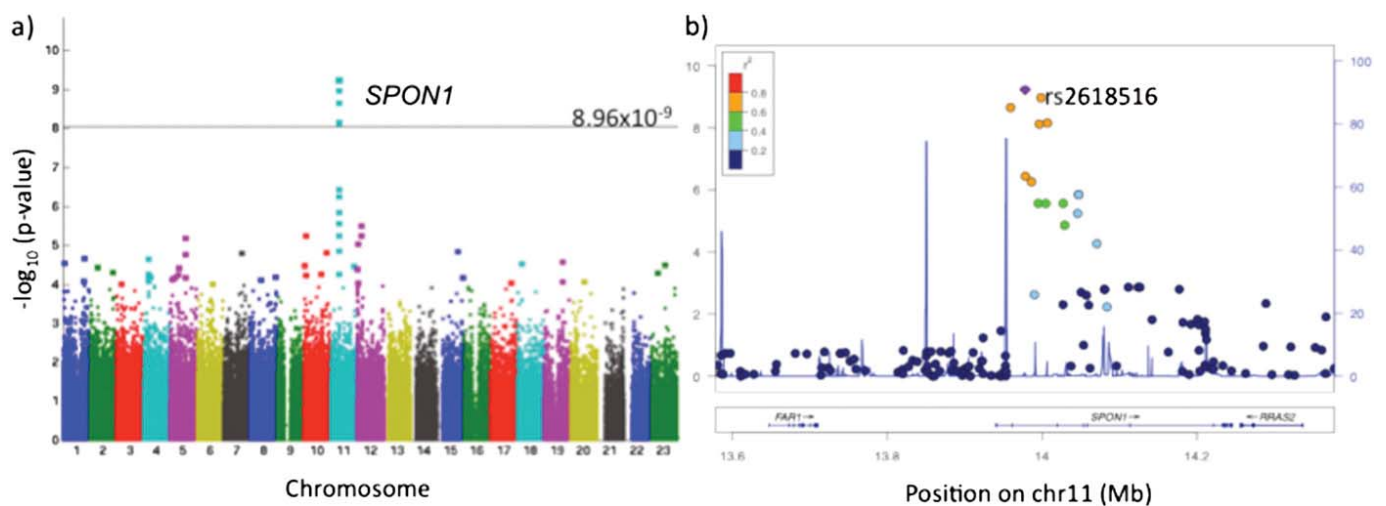 a)
-log10 (p-value)
10
9
8
7
6
5
4
3
2
1
0
SPON1
8.96x10-9
1 2 3 4 5 6 7 8 9 10 11 12 13 14 15 16 17 18 19 20 21 22 23
Chromosome
b)
10
8
6
4
2
0
r2
0.8
0.6
0.4
0.2
rs2618516
100
80
60
40
20
0
FAR1→ SPON1→ ←RRAS2
13.6 13.8 14 14.2
Position on chr11 (Mb)